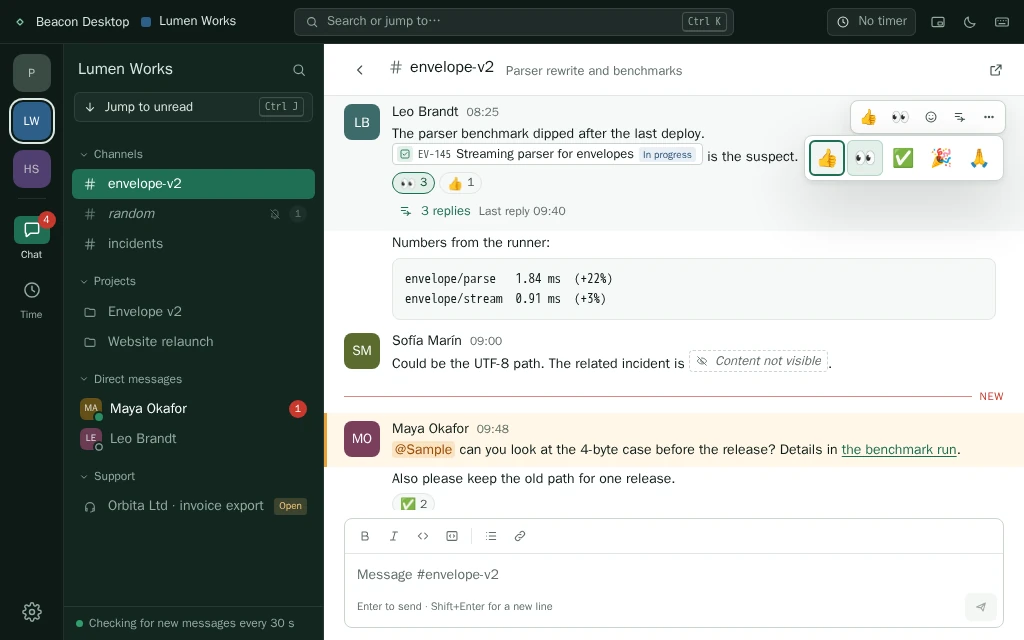 Beacon Desktop Lumen Works Search or jump to··· Ctrl K No timer
P
LW
HS
4
Chat
Time
Lumen Works
Jump to unread Ctrl J
Channels
# envelope-v2
# random 1
# incidents
Projects
Envelope v2
Website relaunch
Direct messages
MA Maya Okafor 1
LE Leo Brandt
Support
Orbita Ltd · invoice export Open
Checking for new messages every 30 s
# envelope-v2 Parser rewrite and benchmarks
LB Leo Brandt 08:25
The parser benchmark dipped after the last deploy.
EV-145 Streaming parser for envelopes In progress is the suspect.
👀 3 👍 1
3 replies Last reply 09:40
Numbers from the runner:
envelope/parse 1.84 ms (+22%)
envelope/stream 0.91 ms (+3%)
SM Sofía Marín 09:00
Could be the UTF-8 path. The related incident is Content not visible.
NEW
MO Maya Okafor 09:48
@Sample can you look at the 4-byte case before the release? Details in the benchmark run.
Also please keep the old path for one release.
✅ 2
B I
Message #envelope-v2
Enter to send · Shift+Enter for a new line